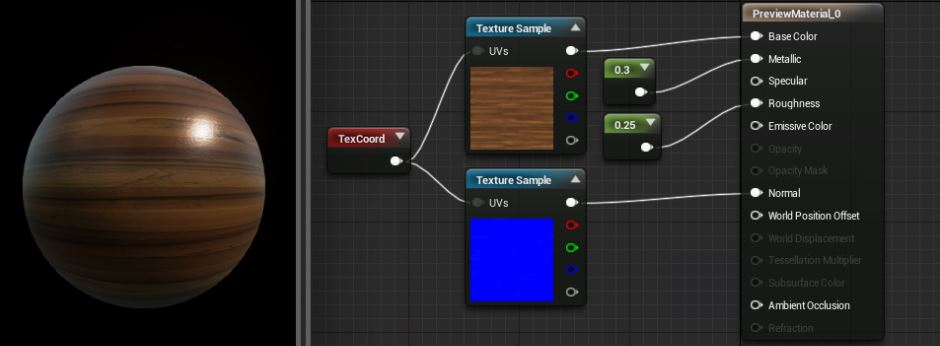 TexCoord
Texture Sample
UVs
0.3
0.25
Texture Sample
UVs
PreviewMaterial_0
Base Color
Metallic
Specular
Roughness
Emissive Color
Opacity
Opacity Mask
Normal
World Position Offset
World Displacement
Tessellation Multiplier
Subsurface Color
Ambient Occlusion
Refraction